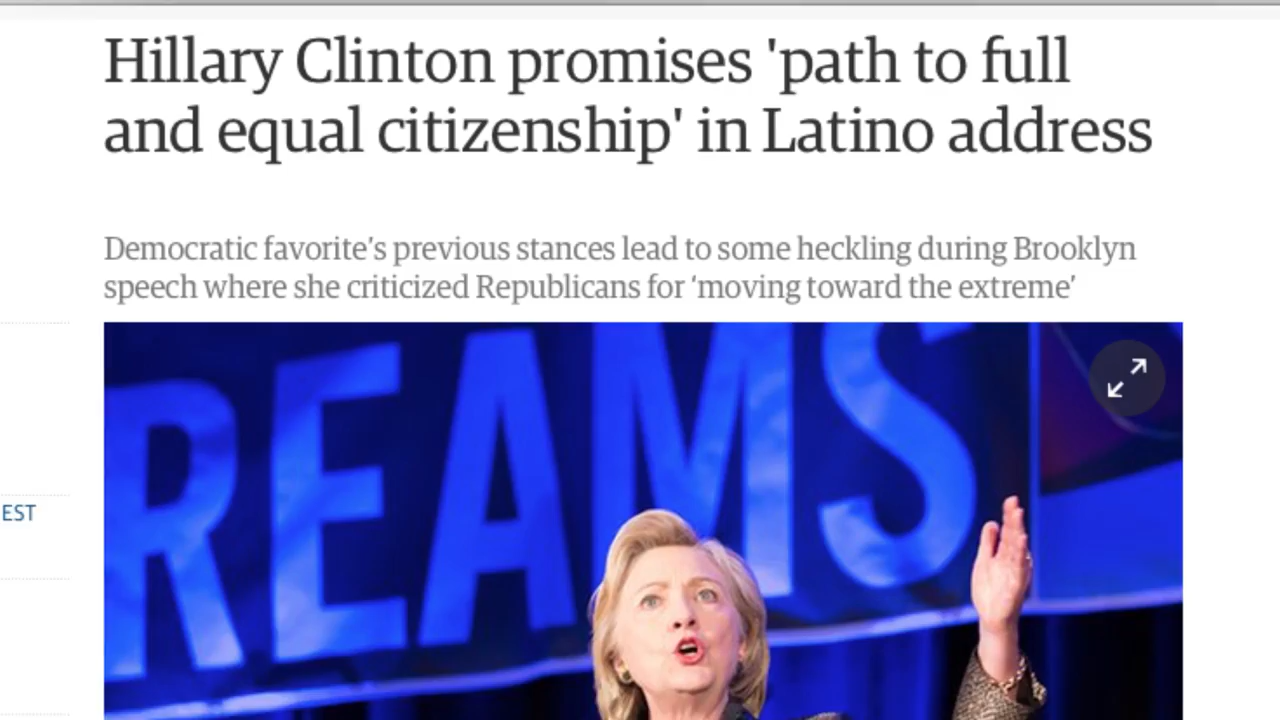 Hillary Clinton promises 'path to full
and equal citizenship' in Latino address
Democratic favorite’s previous stances lead to some heckling during Brooklyn
speech where she criticized Republicans for ‘moving toward the extreme’
REAMS
EST